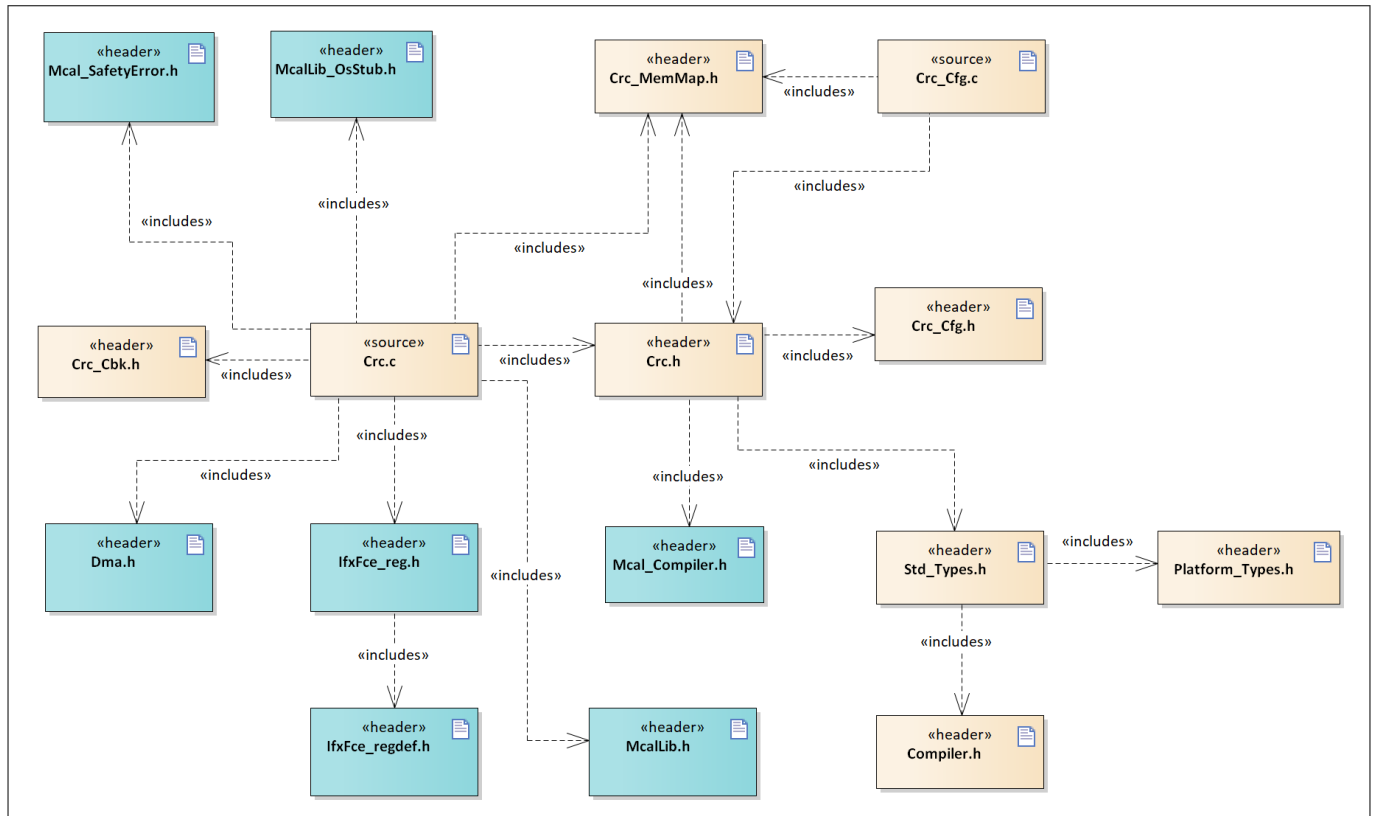 «header»
Mcal_SafetyError.h
«header»
McalLib_OsStub.h
«header»
Crc_MemMap.h
«source»
Crc_Cfg.c
«includes»
«includes»
«includes»
«includes»
«includes»
«includes»
«header»
Crc_Cbk.h
«includes»
«source»
Crc.c
«includes»
«header»
Crc.h
«includes»
«header»
Crc_Cfg.h
«includes»
«includes»
«includes»
«includes»
«includes»
«header»
Dma.h
«header»
IfxFce_reg.h
«includes»
«header»
Mcal_Compiler.h
«header»
Std_Types.h
«includes»
«header»
Platform_Types.h
«includes»
«includes»
«header»
IfxFce_regdef.h
«header»
McalLib.h
«header»
Compiler.h